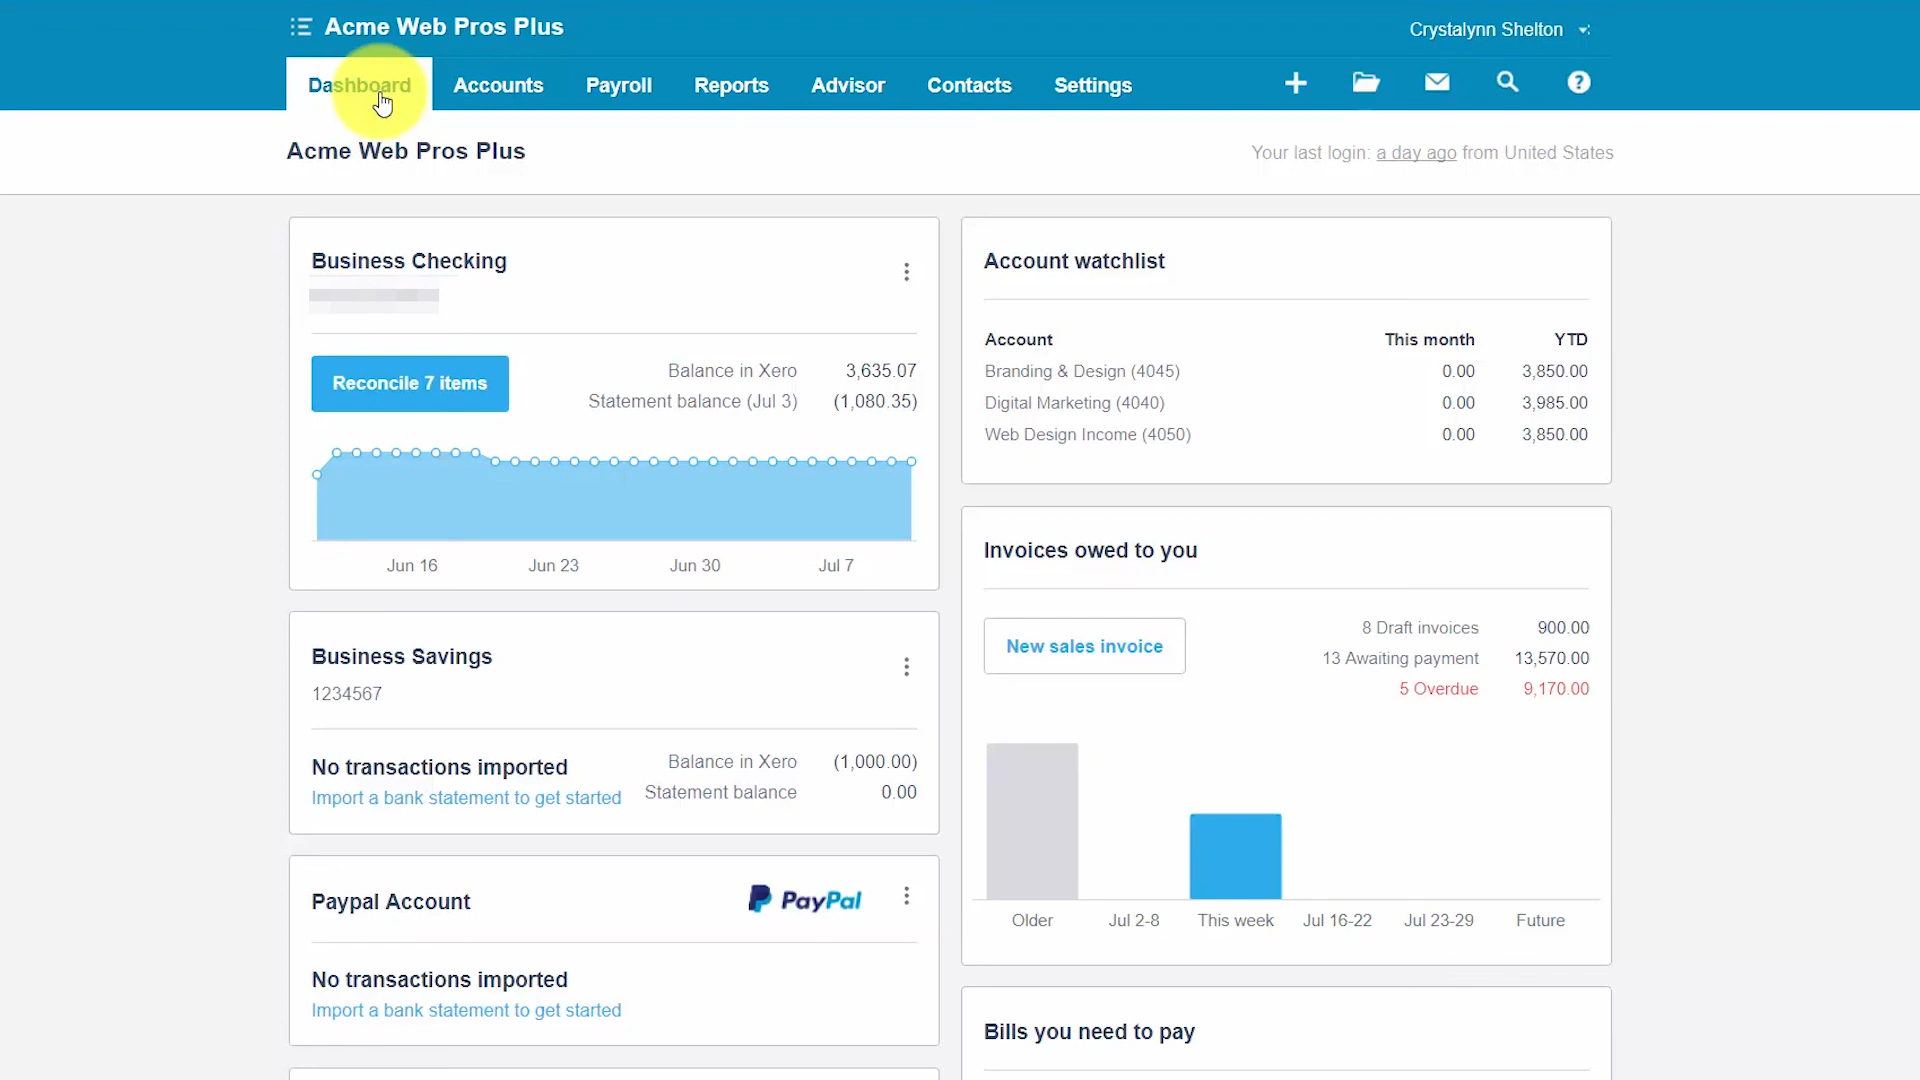 Acme Web Pros Plus
Crystalynn Shelton
Dashboard Accounts Payroll Reports Advisor Contacts Settings
Acme Web Pros Plus
Your last login: a day ago from United States
Business Checking
Reconcile 7 items
Balance in Xero 3,635.07
Statement balance (Jul 3) (1,080.35)
Jun 16 Jun 23 Jun 30 Jul 7
Business Savings
1234567
No transactions imported
Import a bank statement to get started
Balance in Xero (1,000.00)
Statement balance 0.00
Paypal Account
PayPal
No transactions imported
Import a bank statement to get started
Account watchlist
Account This month YTD
Branding & Design (4045) 0.00 3,850.00
Digital Marketing (4040) 0.00 3,985.00
Web Design Income (4050) 0.00 3,850.00
Invoices owed to you
New sales invoice
8 Draft invoices 900.00
13 Awaiting payment 13,570.00
5 Overdue 9,170.00
Older Jul 2-8 This week Jul 16-22 Jul 23-29 Future
Bills you need to pay